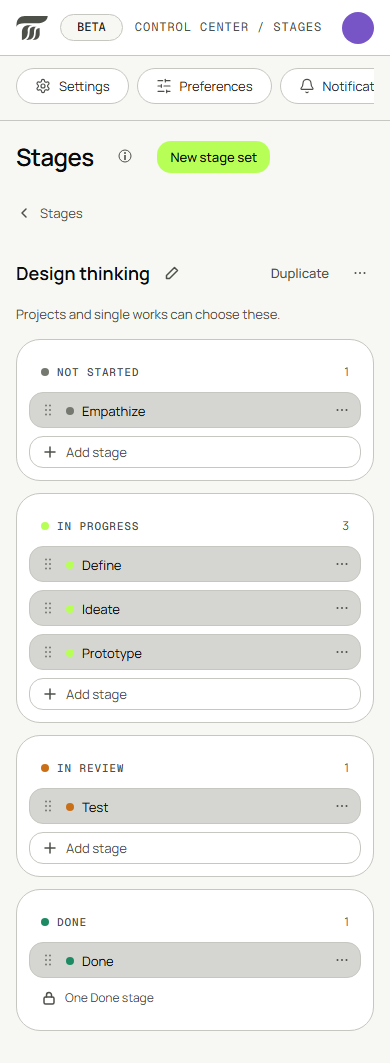 BETA
CONTROL CENTER / STAGES
Settings
Preferences
Notificat
Stages
New stage set
Stages
Design thinking
Duplicate
Projects and single works can choose these.
NOT STARTED 1
Empathize
Add stage
IN PROGRESS 3
Define
Ideate
Prototype
Add stage
IN REVIEW 1
Test
Add stage
DONE 1
Done
One Done stage